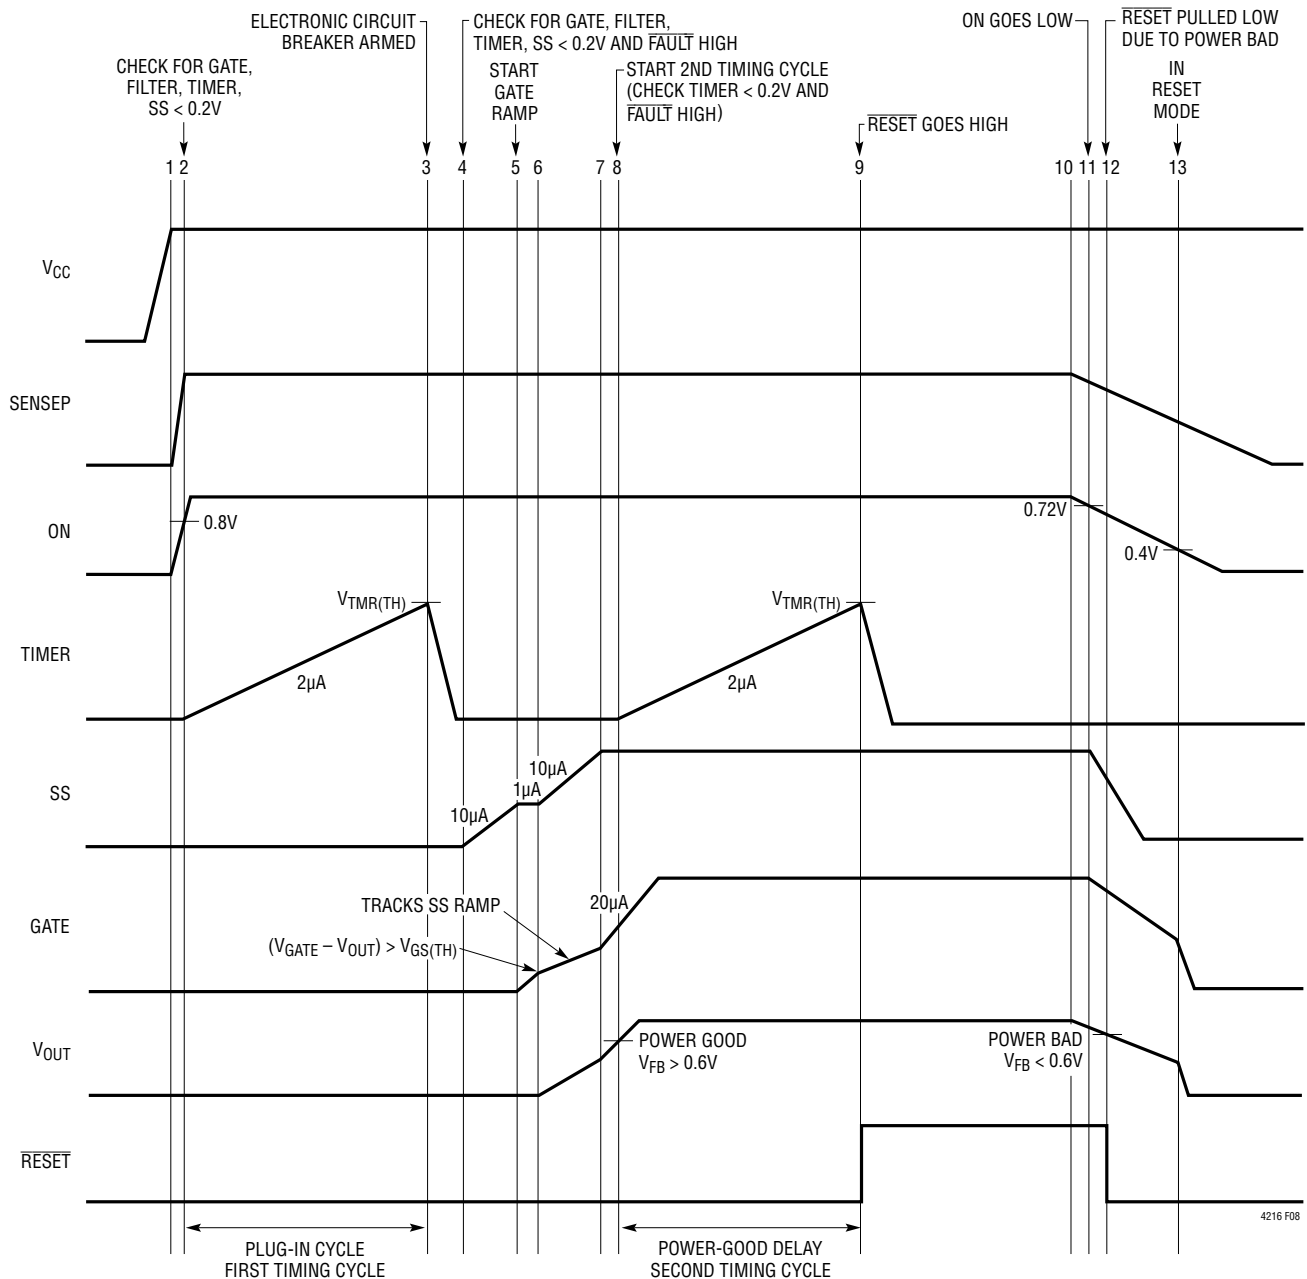 ELECTRONIC CIRCUIT
BREAKER ARMED
CHECK FOR GATE, FILTER,
TIMER, SS < 0.2V AND F̅A̅U̅L̅T̅ HIGH
ON GOES LOW
R̅E̅S̅E̅T̅ PULLED LOW
DUE TO POWER BAD
CHECK FOR GATE,
FILTER, TIMER,
SS < 0.2V
START
GATE
RAMP
START 2ND TIMING CYCLE
(CHECK TIMER < 0.2V AND
F̅A̅U̅L̅T̅ HIGH)
IN
RESET
MODE
R̅E̅S̅E̅T̅ GOES HIGH
1 2 3 4 5 6 7 8 9 10 11 12 13
VCC
SENSEP
ON
0.8V
0.72V
0.4V
TIMER
VTMR(TH)
2µA
VTMR(TH)
2µA
SS
10µA
1µA
10µA
GATE
TRACKS SS RAMP
20µA
(VGATE – VOUT) > VGS(TH)
VOUT
POWER GOOD
VFB > 0.6V
POWER BAD
VFB < 0.6V
R̅E̅S̅E̅T̅
4216 F08
PLUG-IN CYCLE
FIRST TIMING CYCLE
POWER-GOOD DELAY
SECOND TIMING CYCLE